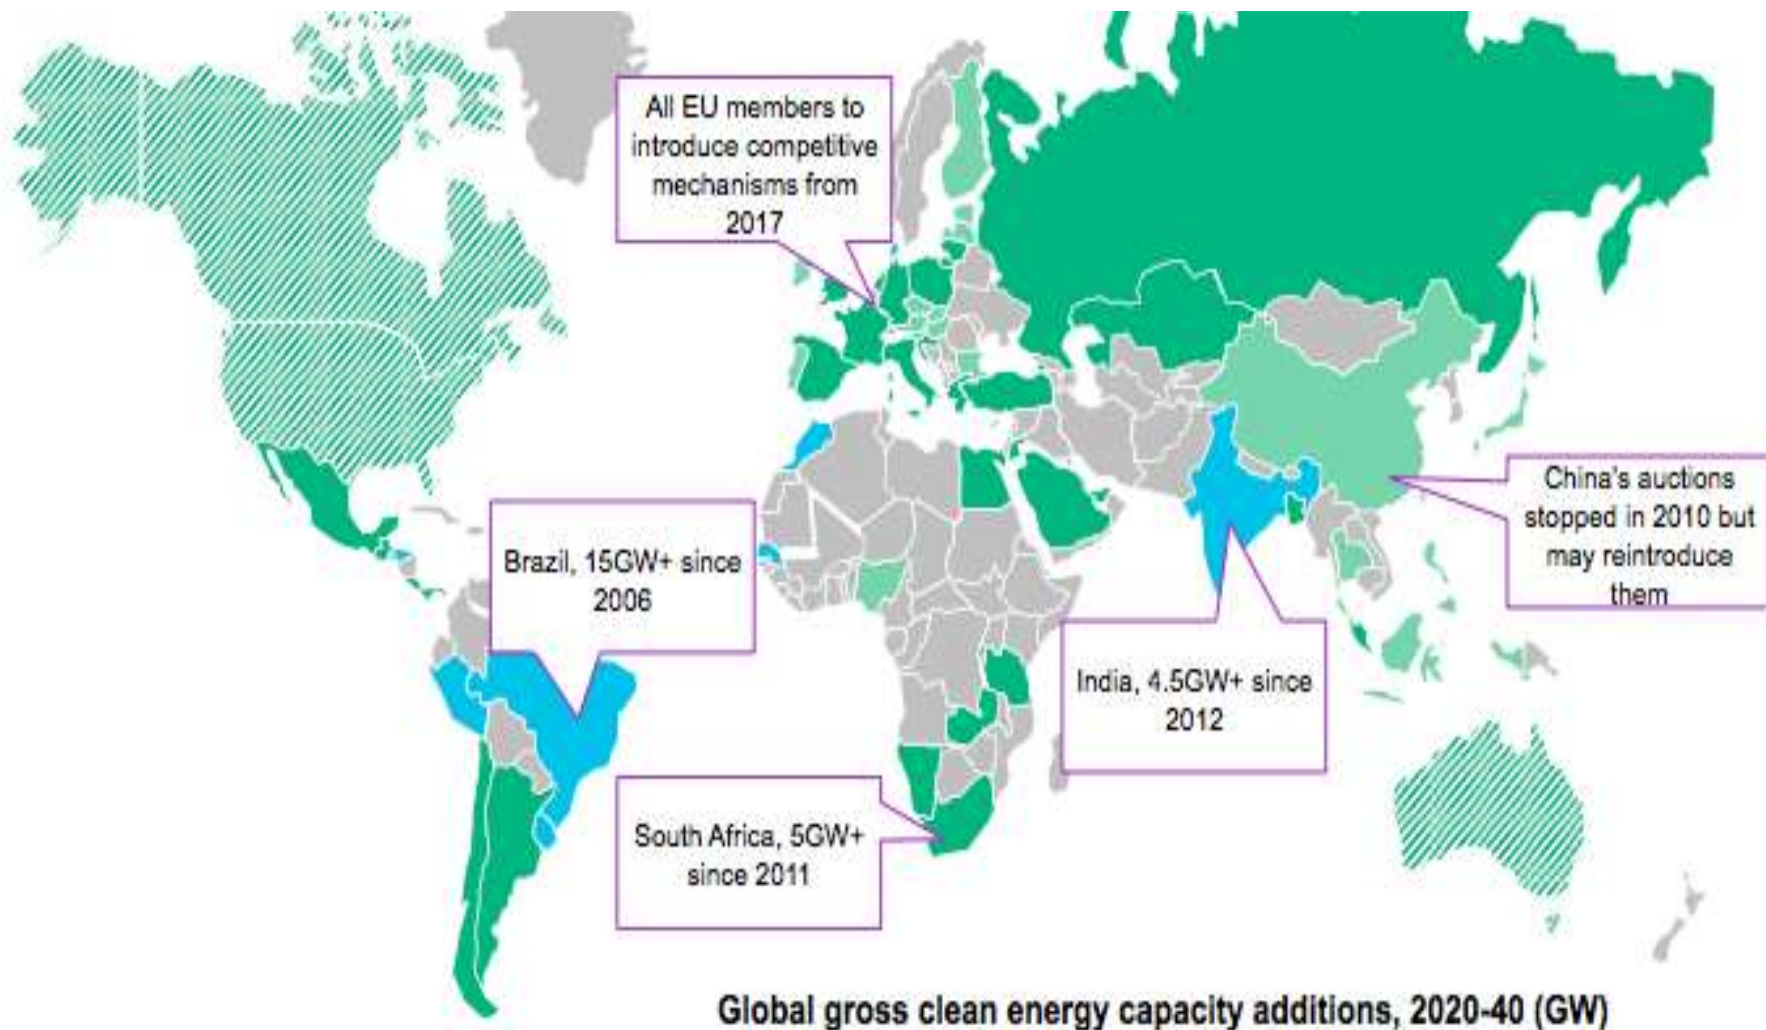 All EU members to
introduce competitive
mechanisms from
2017
China's auctions
stopped in 2010 but
may reintroduce
them
Brazil, 15GW+ since
2006
India, 4.5GW+ since
2012
South Africa, 5GW+
since 2011
Global gross clean energy capacity additions, 2020-40 (GW)